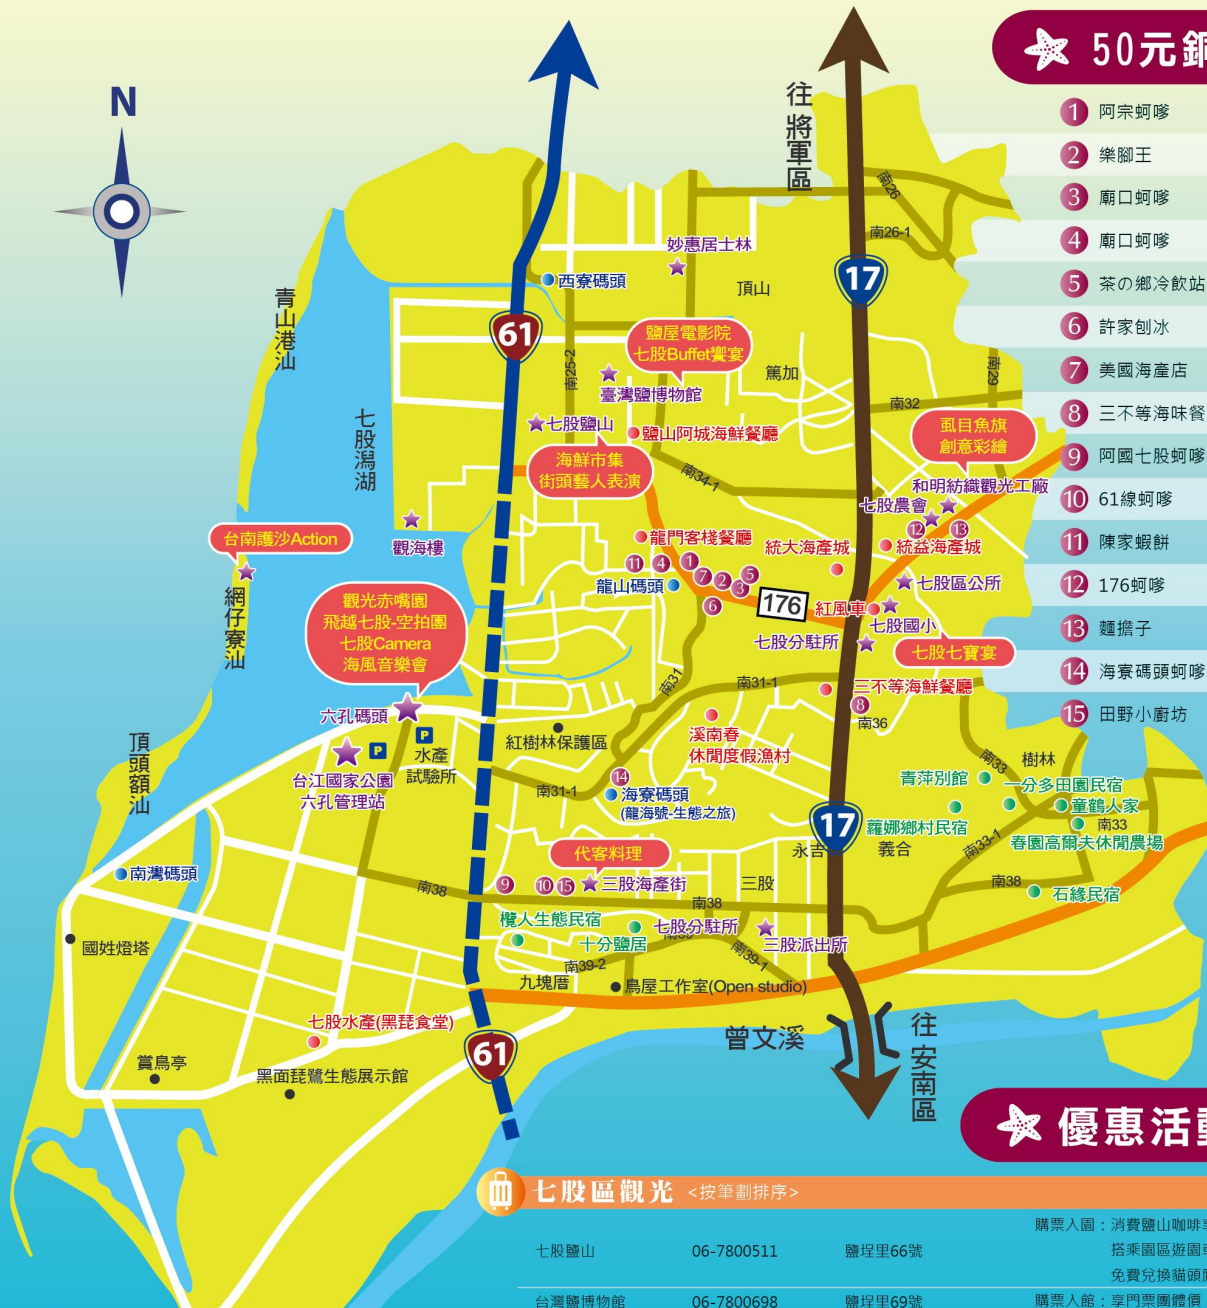 50元銅
1 阿宗蚵嗲
2 樂腳王
3 廟口蚵嗲
4 廟口蚵嗲
5 茶の鄉冷飲站
6 許家刨冰
7 美國海產店
8 三不等海味餐
9 阿國七股蚵嗲
10 61線蚵嗲
11 陳家蝦餅
12 176蚵嗲
13 麵擔子
14 海寮碼頭蚵嗲
15 田野小廚坊
N
往將軍區
南26
南26-1
妙惠居士林
西寮碼頭
頂山
17
青山港汕
61
鹽屋電影院
七股Buffet饗宴
南25-2
臺灣鹽博物館
篤加
南29
南32
七股潟湖
七股鹽山
鹽山阿城海鮮餐廳
虱目魚旗
創意彩繪
海鮮市集
街頭藝人表演
南34-1
和明紡織觀光工廠
七股農會
12
13
台南護沙Action
觀海樓
龍門客棧餐廳
統大海產城
統益海產城
11
4
1
7
2
3
5
6
龍山碼頭
176
七股區公所
紅風車
七股國小
網仔寮汕
觀光赤嘴園
飛越七股-空拍園
七股Camera
海風音樂會
七股分駐所
七股七寶宴
南31
南31-1
三不等海鮮餐廳
8
南36
六孔碼頭
P
P
水產
試驗所
紅樹林保護區
溪南春
休閒度假漁村
頂頭額汕
台江國家公園
六孔管理站
南31-1
14
海寮碼頭
(龍海號-生態之旅)
南33
樹林
青萍別館
一分多田園民宿
童鶴人家
17
蘿娜鄉村民宿
南33
春園高爾夫休閒農場
南33-1
永吉
義合
代客料理
南灣碼頭
南38
9
10
15
三股海產街
三股
南38
石緣民宿
南38
欖人生態民宿
十分鹽居
七股分駐所
三股派出所
國姓燈塔
南39-2
南39-1
九塊厝
鳥屋工作室(Open studio)
七股水產(黑琵食堂)
曾文溪
往安南區
61
賞鳥亭
黑面琵鷺生態展示館
優惠活動
七股區觀光 <按筆劃排序>
七股鹽山 06-7800511 鹽埕里66號
購票入園：消費鹽山咖啡享
搭乘園區遊園車
免費兌換貓頭鷹
台灣鹽博物館 06-7800698 鹽埕里69號 購票入館：享門票團體價